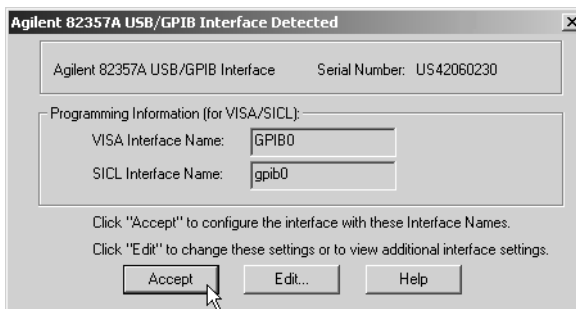 Agilent 82357A USB/GPIB Interface Detected
Agilent 82357A USB/GPIB Interface Serial Number: US42060230
Programming Information (for VISA/SICL):
VISA Interface Name: GPIB0
SICL Interface Name: gpib0
Click "Accept" to configure the interface with these Interface Names.
Click "Edit" to change these settings or to view additional interface settings.
Accept Edit... Help